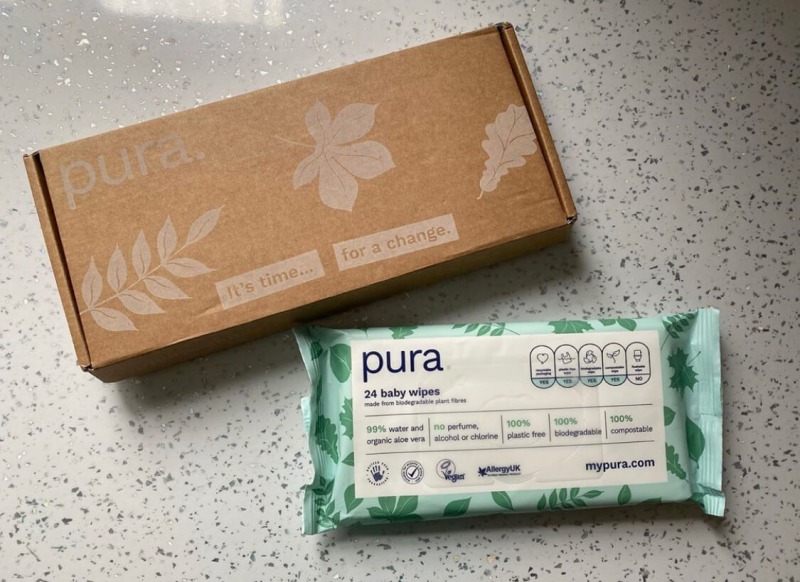 pura.
It's time... for a change.
pura
24 baby wipes
made from biodegradable plant fibres
YES YES YES YES NO
99% water and
organic aloe vera
no perfume,
alcohol or chlorine
100%
plastic free
100%
biodegradable
100%
compostable
Vegan
AllergyUK
mypura.com